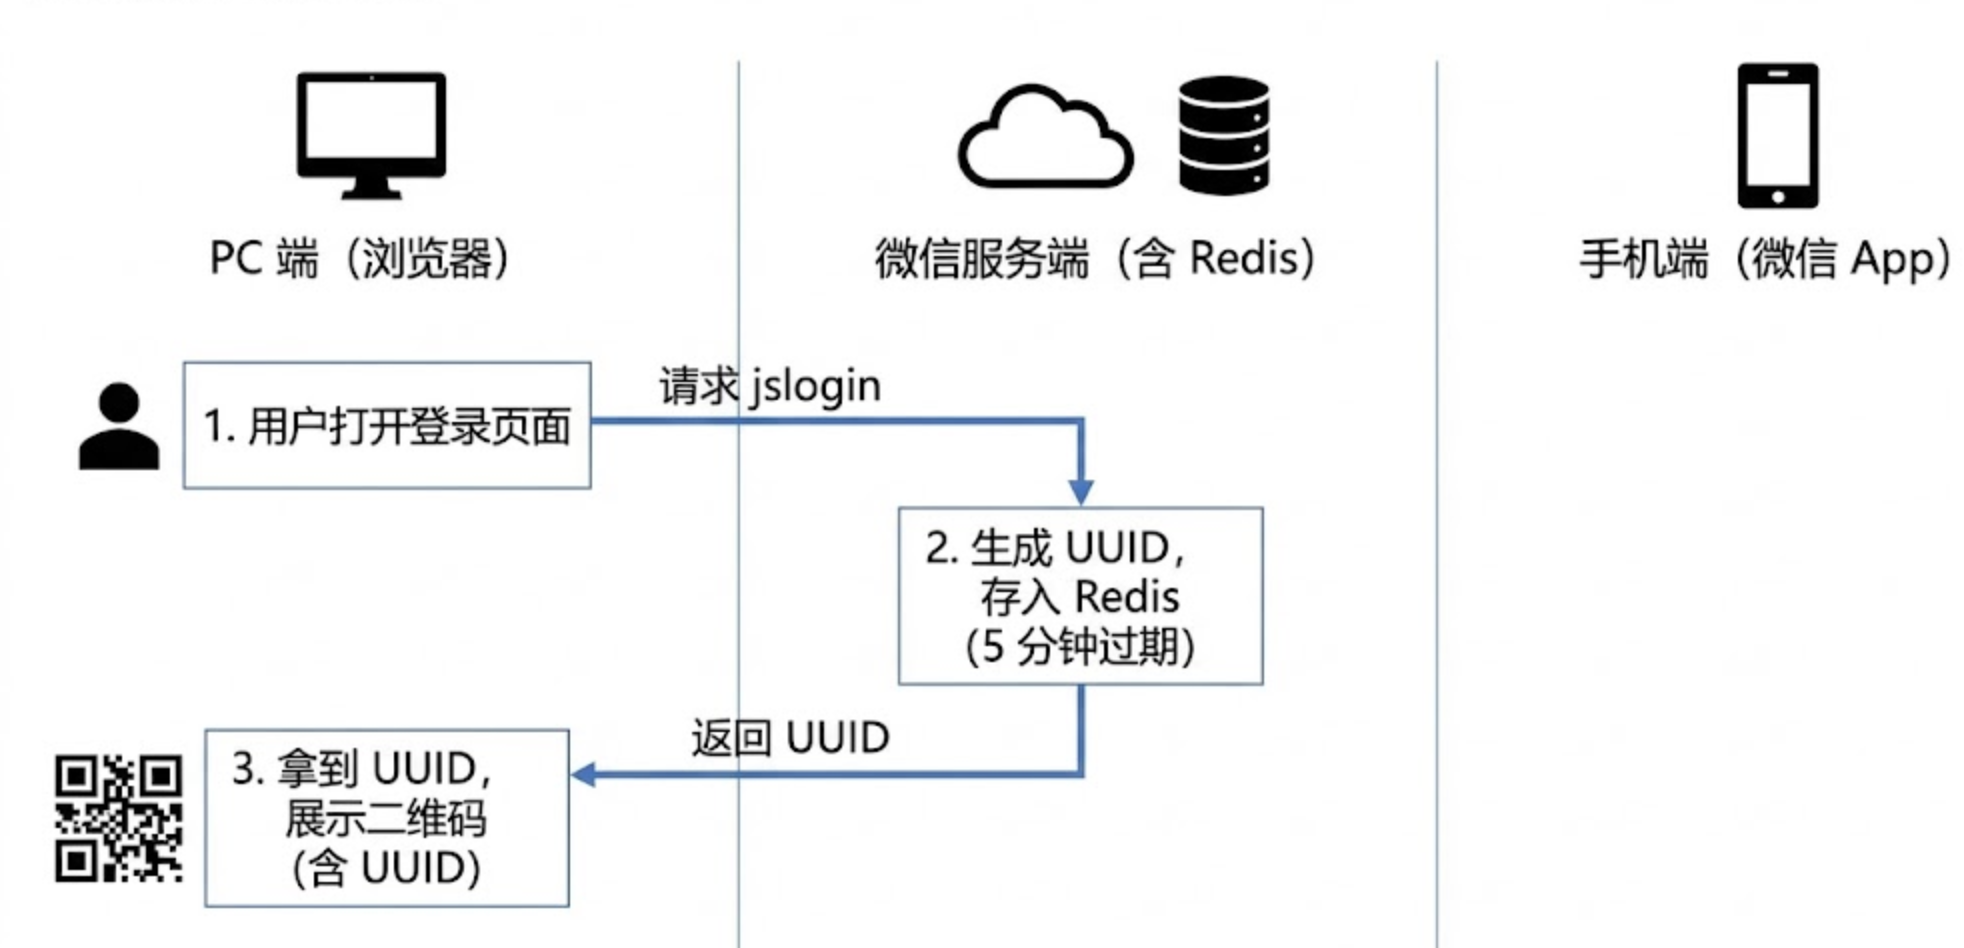 PC 端（浏览器）
微信服务端（含 Redis）
手机端（微信 App）
请求 jslogin
1. 用户打开登录页面
2. 生成 UUID,
存入 Redis
(5 分钟过期)
返回 UUID
3. 拿到 UUID,
展示二维码
(含 UUID)